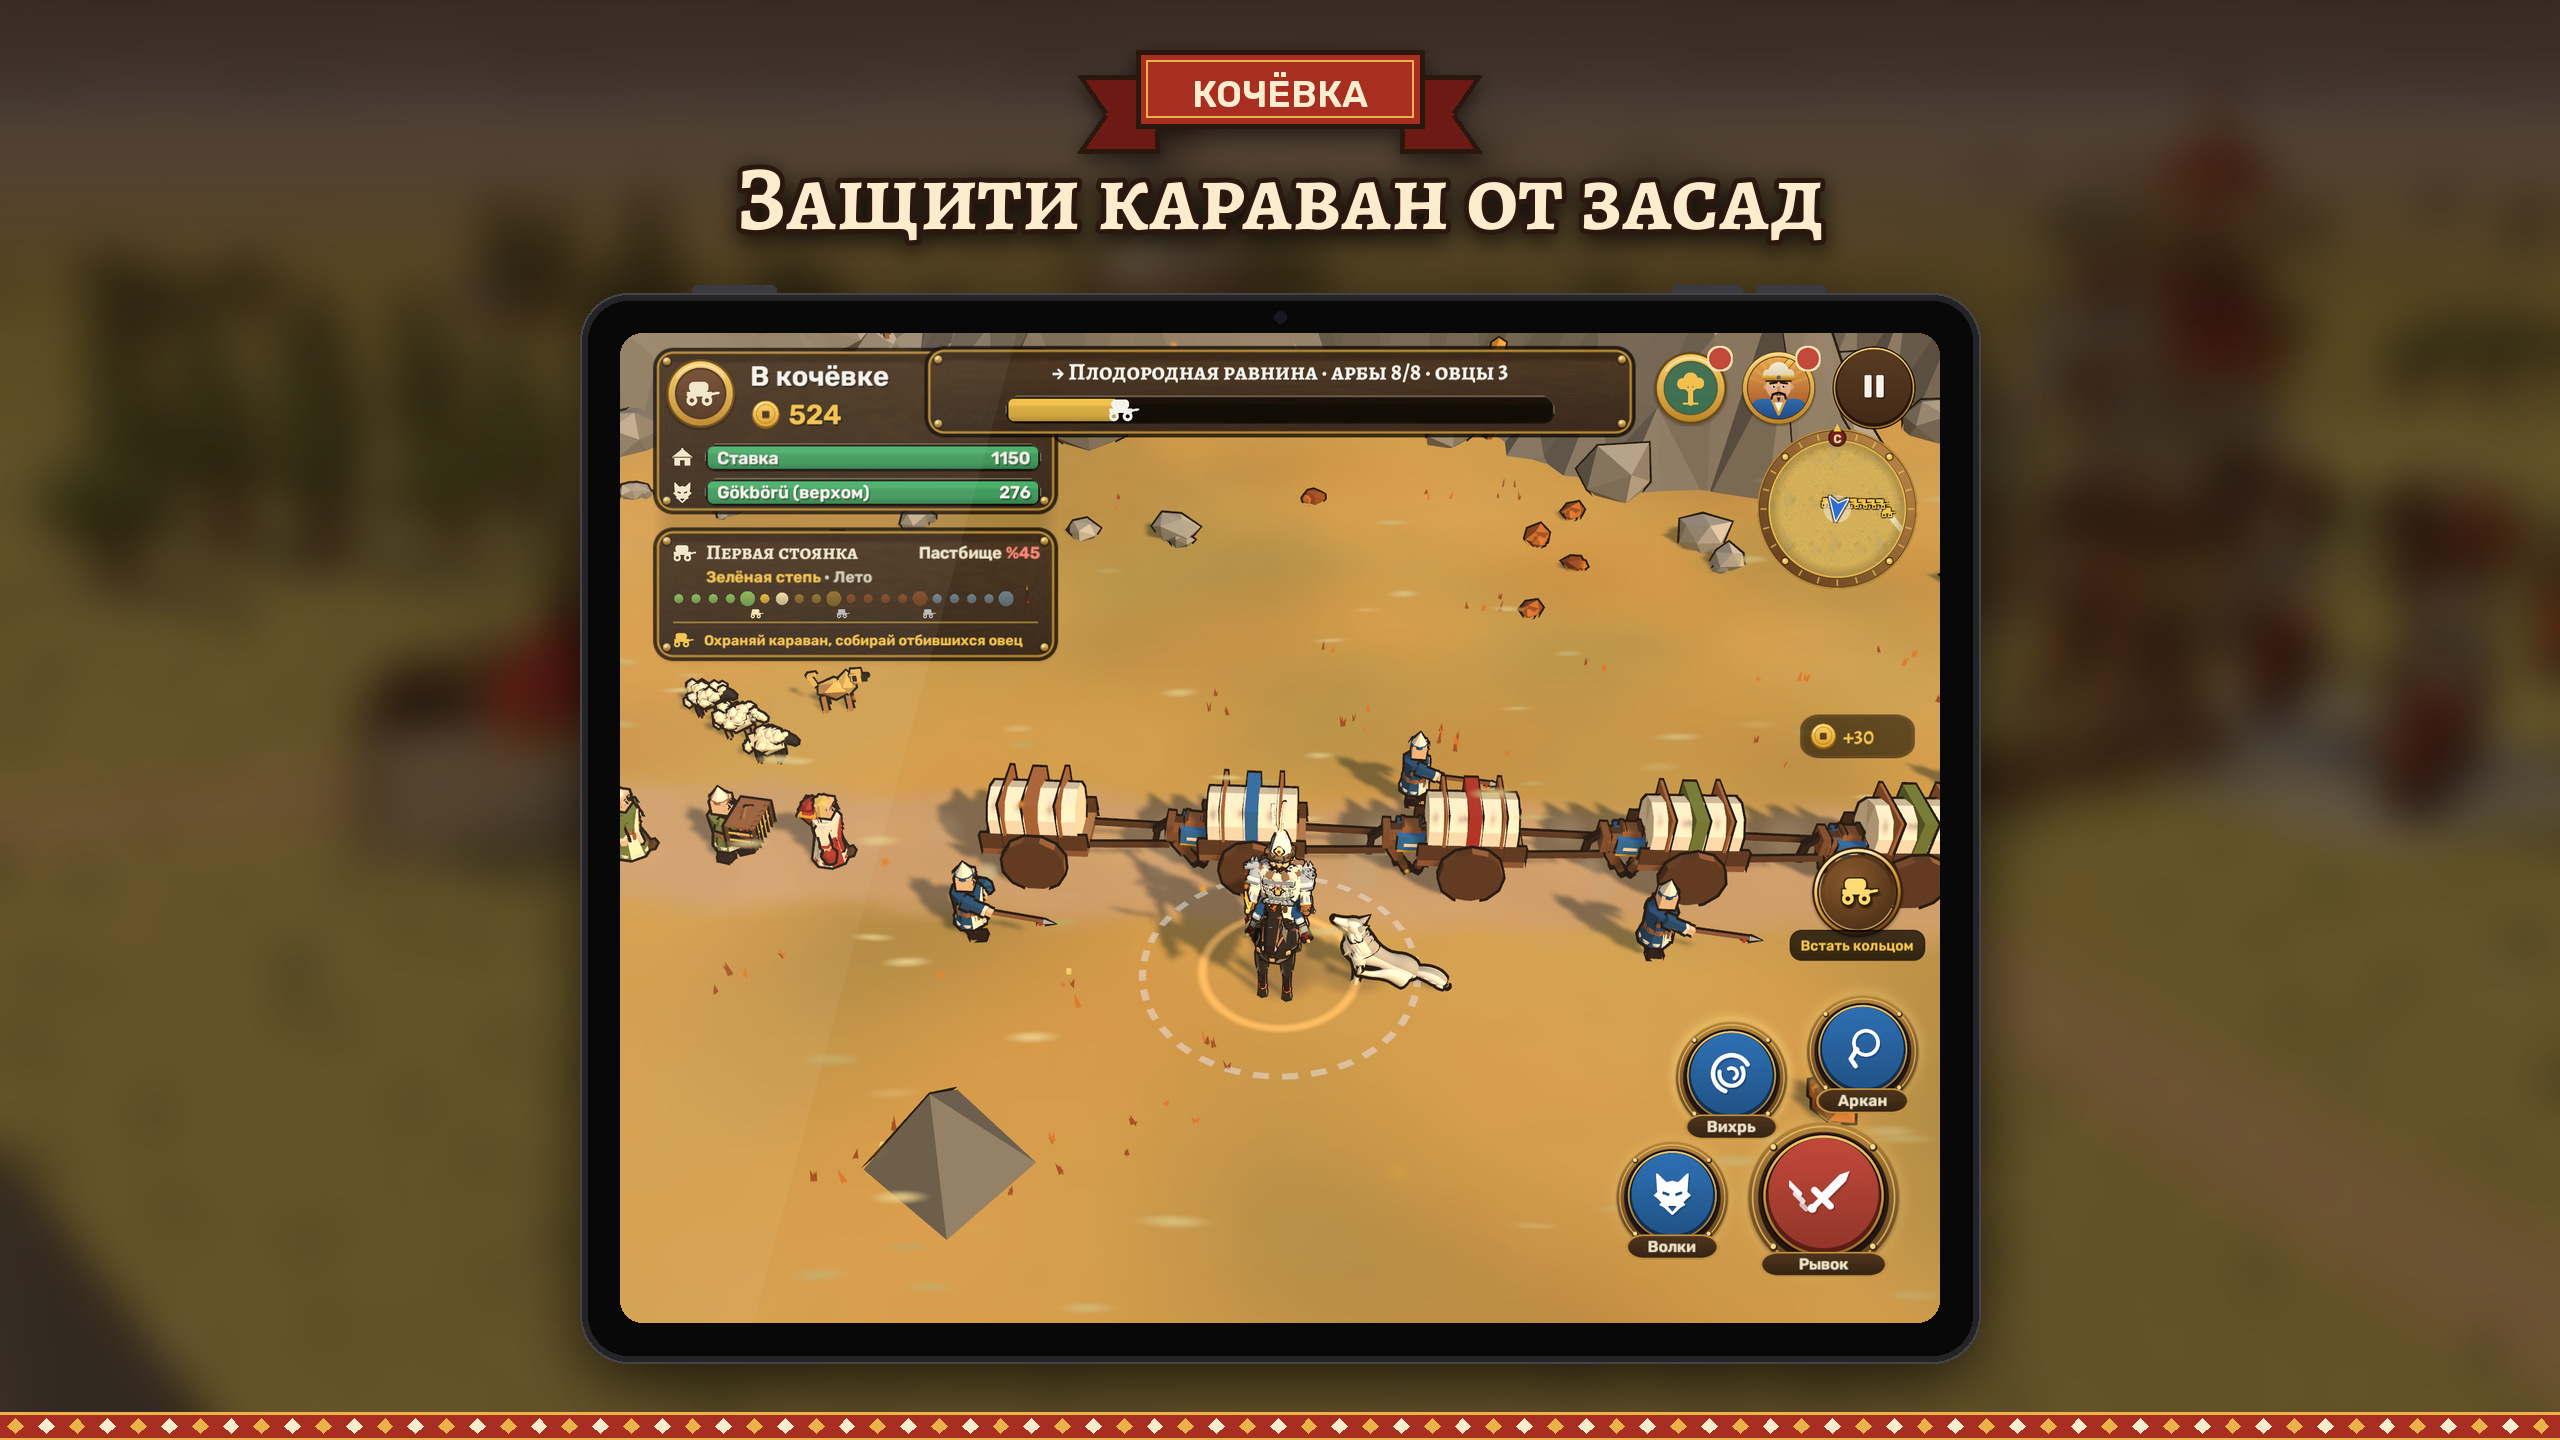 КОЧЁВКА
Защити караван от засад
В кочёвке
524
→ Плодородная равнина · арбы 8/8 · овцы 3
С
Ставка 1150
Gökbörü (верхом) 276
Первая стоянка Пастбище %45
Зелёная степь • Лето
Охраняй караван, собирай отбившихся овец
+30
Встать кольцом
Аркан
Вихрь
Волки
Рывок